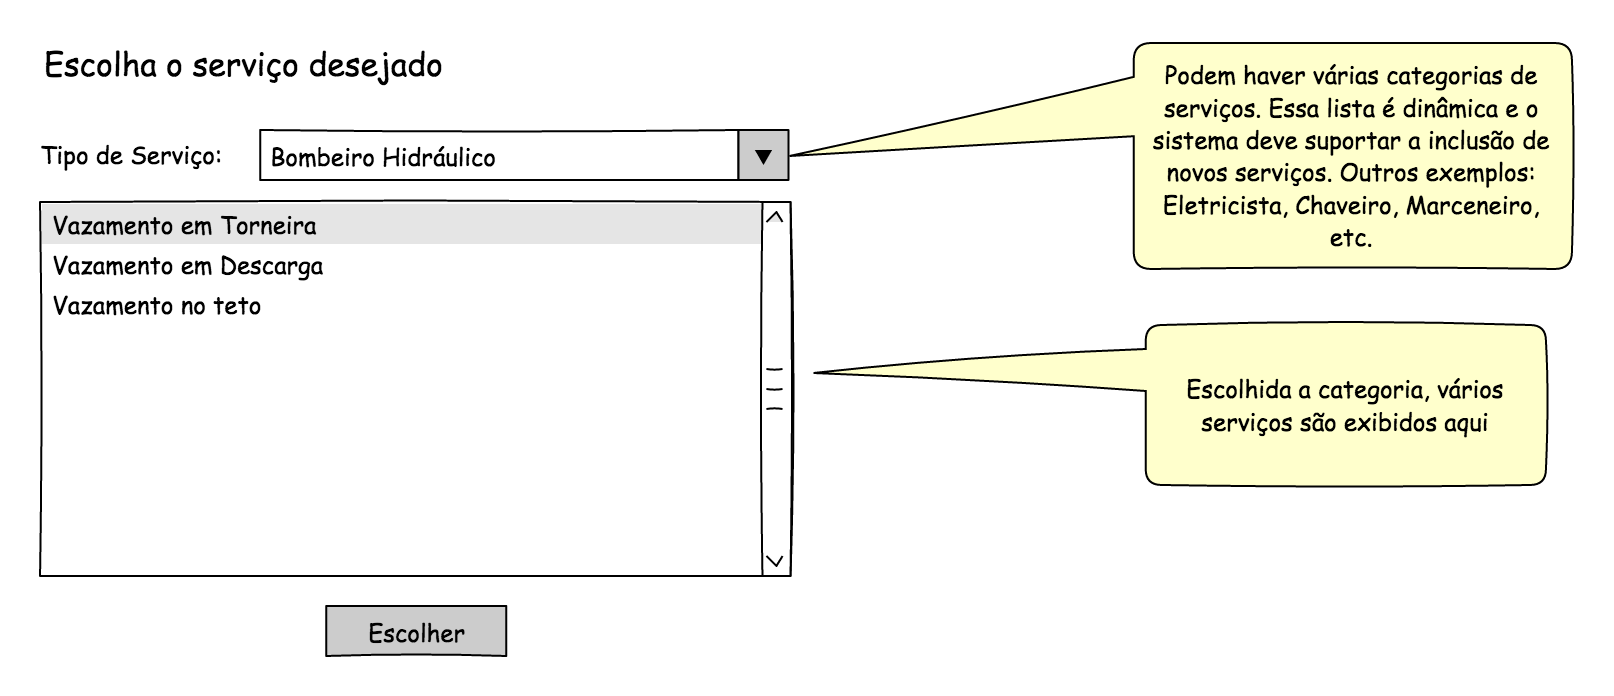 Escolha o serviço desejado
Tipo de Serviço:
Bombeiro Hidráulico
Vazamento em Torneira
Vazamento em Descarga
Vazamento no teto
Escolher
Podem haver várias categorias de
serviços. Essa lista é dinâmica e o
sistema deve suportar a inclusão de
novos serviços. Outros exemplos:
Eletricista, Chaveiro, Marceneiro,
etc.
Escolhida a categoria, vários
serviços são exibidos aqui